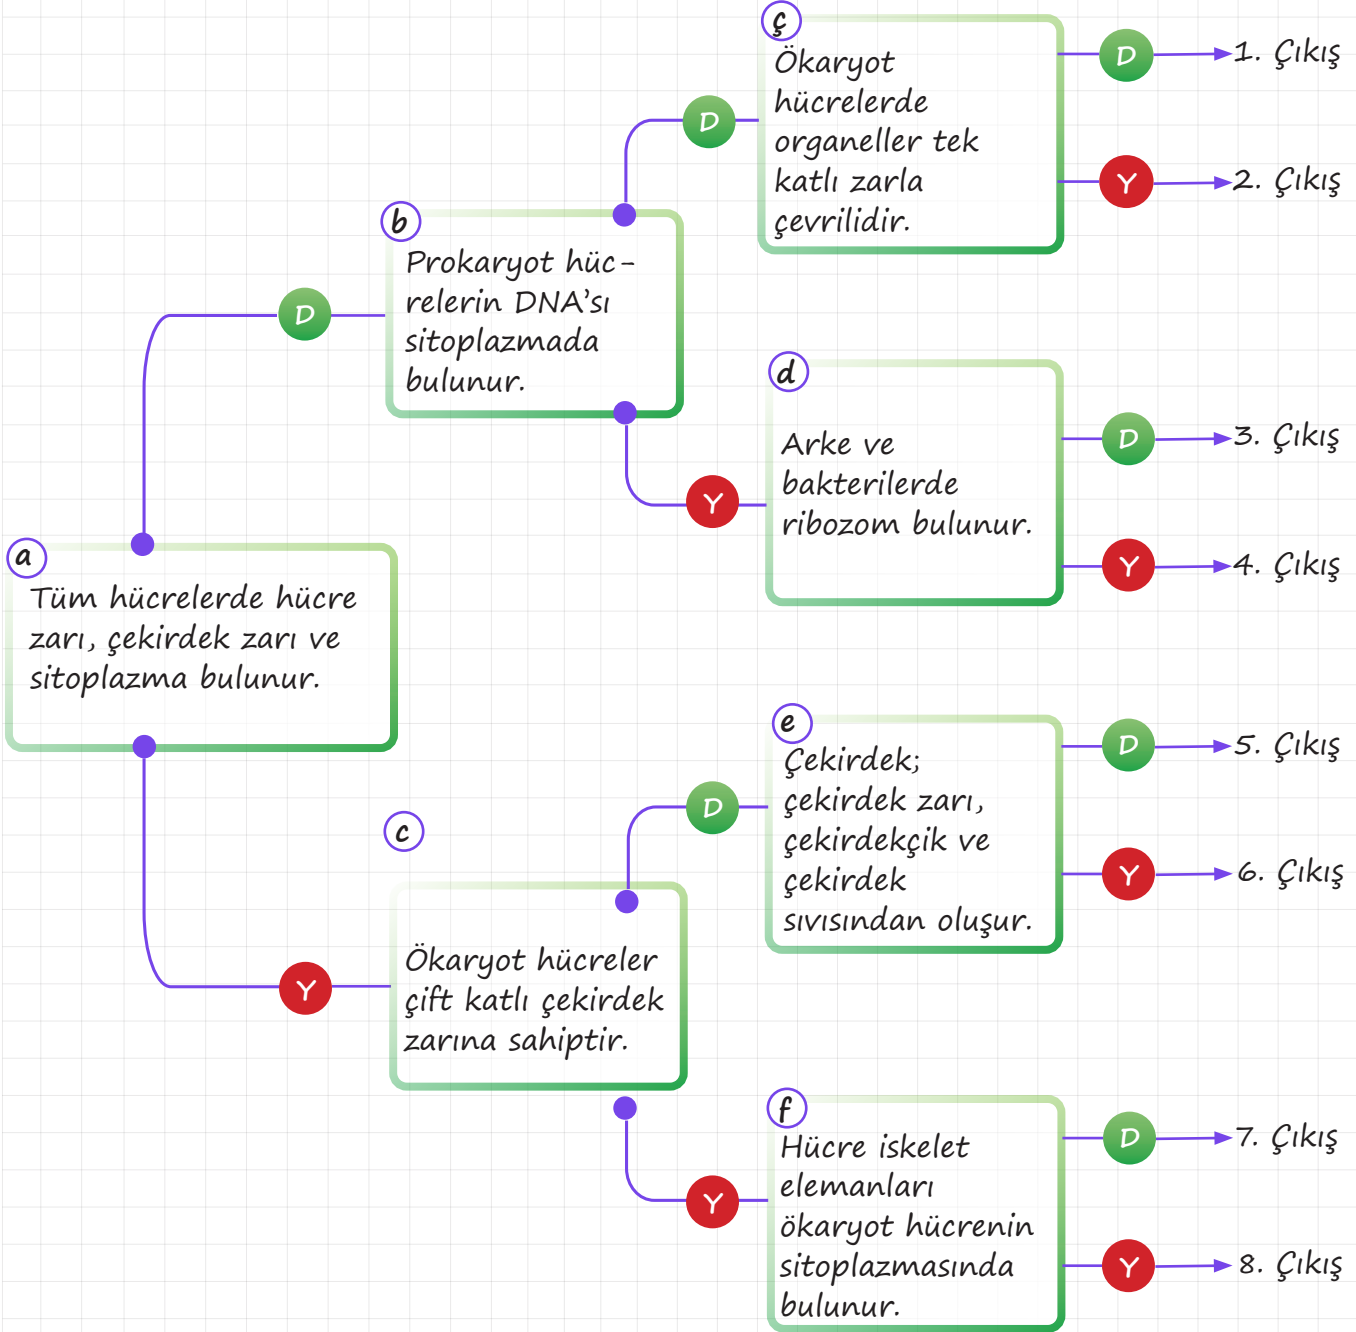 ç
Ökaryot
hücrelerde
organeller tek
katlı zarla
çevrilidir.
D
1. Çıkış
Y
2. Çıkış
D
b
Prokaryot hüc-
relerin DNA’sı
sitoplazmada
bulunur.
D
Y
d
Arke ve
bakterilerde
ribozom bulunur.
D
3. Çıkış
Y
4. Çıkış
a
Tüm hücrelerde hücre
zarı, çekirdek zarı ve
sitoplazma bulunur.
e
Çekirdek;
çekirdek zarı,
çekirdekçik ve
çekirdek
sıvısından oluşur.
D
5. Çıkış
Y
6. Çıkış
D
c
Ökaryot hücreler
çift katlı çekirdek
zarına sahiptir.
Y
Y
f
Hücre iskelet
elemanları
ökaryot hücrenin
sitoplazmasında
bulunur.
D
7. Çıkış
Y
8. Çıkış